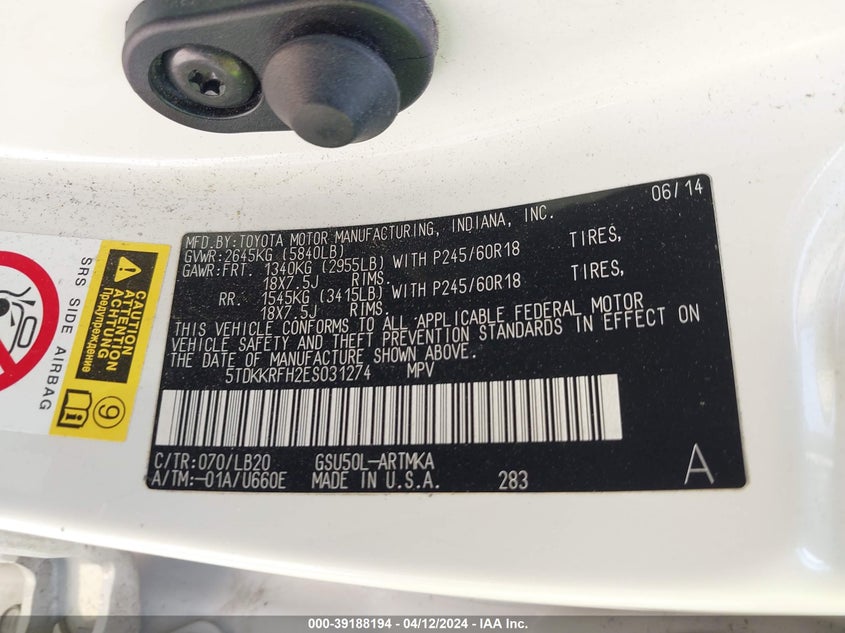 06/14
MFD.BY:TOYOTA MOTOR MANUFACTURING, INDIANA, INC.
GVWR:2645KG (5840LB)
GAWR:FRT. 1340KG (2955LB)WITH P245/60R18 TIRES,
18X7.5J RIMS.
RR. 1545KG (3415LB)WITH P245/60R18 TIRES,
18X7.5J RIMS.
THIS VEHICLE CONFORMS TO ALL APPLICABLE FEDERAL MOTOR
VEHICLE SAFETY AND THEFT PREVENTION STANDARDS IN EFFECT ON
THE DATE OF MANUFACTURE SHOWN ABOVE.
5TDKKRFH2ES031274 MPV
C/TR:070/LB20 GSU50L-ARTMKA
A/TM:-01A/U660E MADE IN U.S.A. 283 A
SRS SIDE AIRBAG
CAUTION
ATTENTION
ACHTUNG
Предупреждение
9
000-39188194 - 04/12/2024 - IAA Inc.